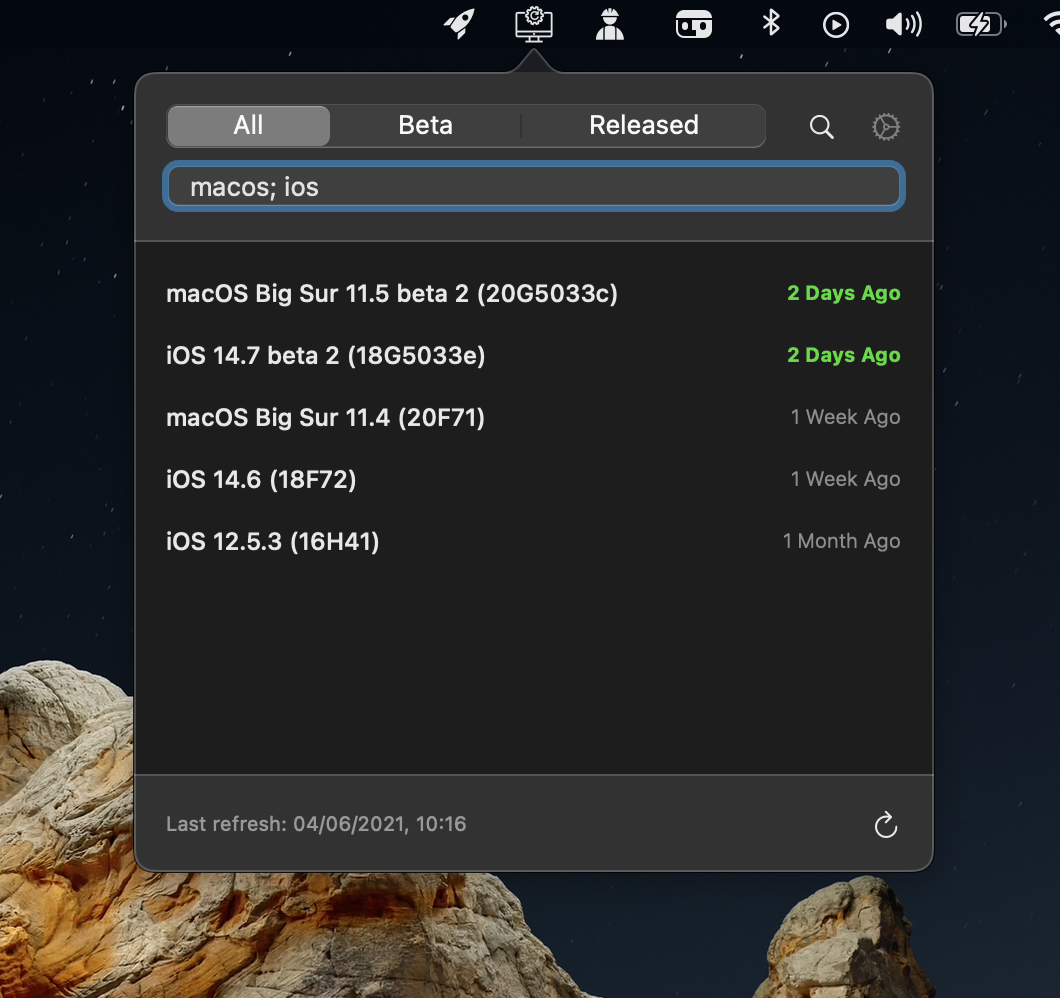 All Beta Released
macos; ios
macOS Big Sur 11.5 beta 2 (20G5033c) 2 Days Ago
iOS 14.7 beta 2 (18G5033e) 2 Days Ago
macOS Big Sur 11.4 (20F71) 1 Week Ago
iOS 14.6 (18F72) 1 Week Ago
iOS 12.5.3 (16H41) 1 Month Ago
Last refresh: 04/06/2021, 10:16